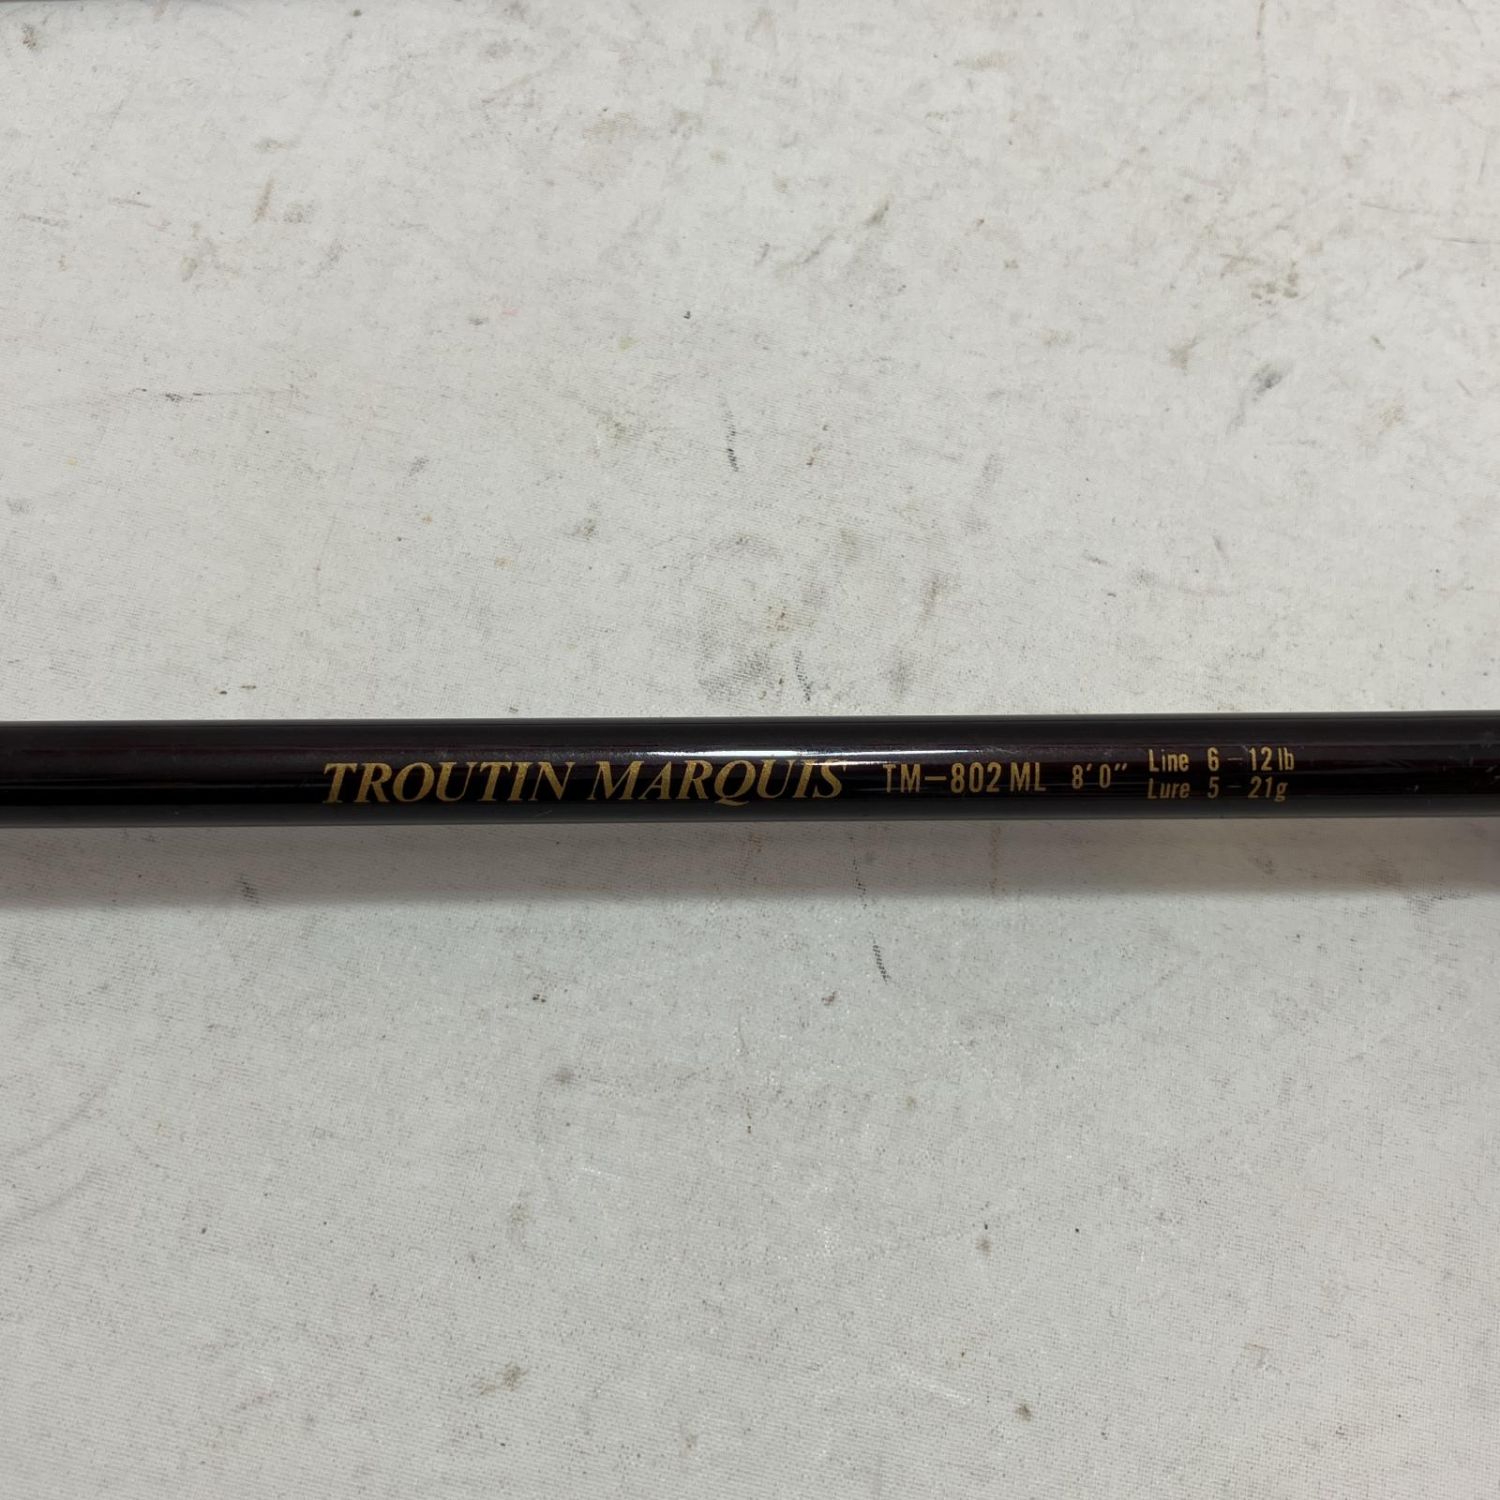 TROUTIN MARQUIS TM-802ML 8'0" Line 6-12lb
Lure 5-21g